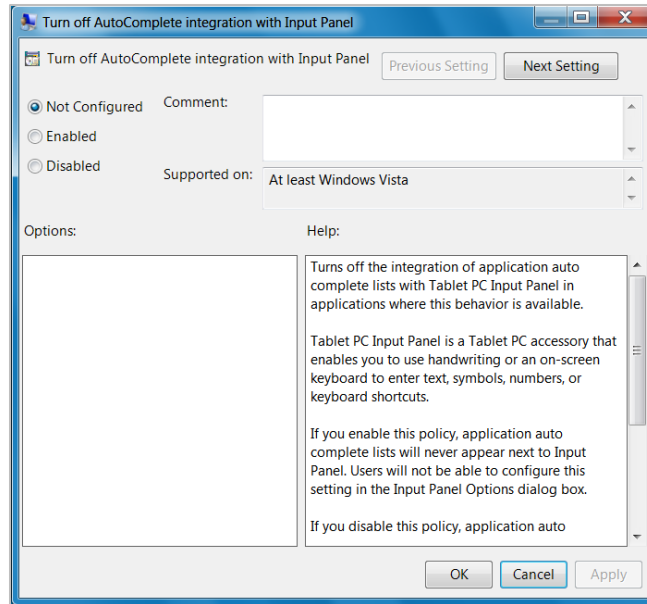 Turn off AutoComplete integration with Input Panel
Turn off AutoComplete integration with Input Panel
Previous Setting
Next Setting
Not Configured
Comment:
Enabled
Disabled
Supported on:
At least Windows Vista
Options:
Help:
Turns off the integration of application auto
complete lists with Tablet PC Input Panel in
applications where this behavior is available.
Tablet PC Input Panel is a Tablet PC accessory that
enables you to use handwriting or an on-screen
keyboard to enter text, symbols, numbers, or
keyboard shortcuts.
If you enable this policy, application auto
complete lists will never appear next to Input
Panel. Users will not be able to configure this
setting in the Input Panel Options dialog box.
If you disable this policy, application auto
OK
Cancel
Apply